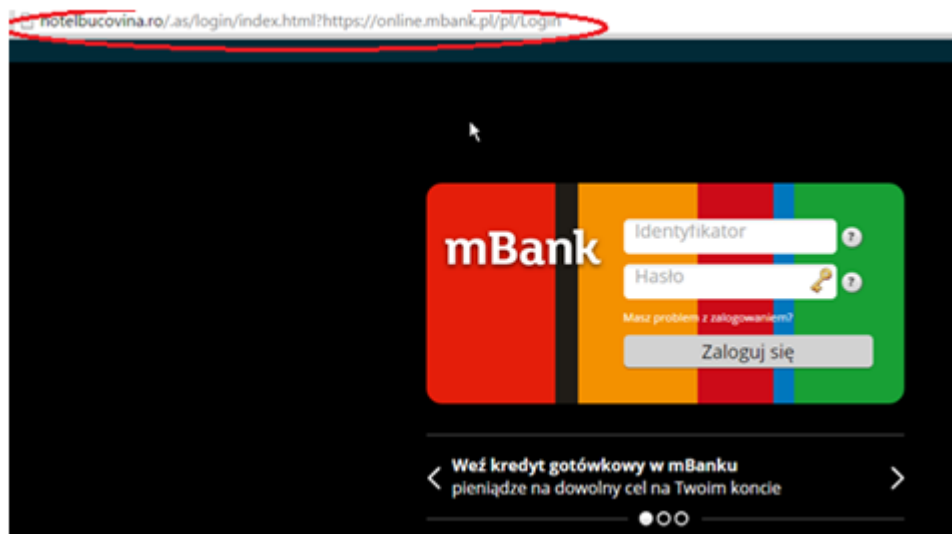 hotelbucovina.ro/.as/login/index.html?https://online.mbank.pl/pl/Login
mBank
Identyfikator
?
Hasło
?
Masz problem z zalogowaniem?
Zaloguj się
Weź kredyt gotówkowy w mBanku
pieniądze na dowolny cel na Twoim koncie